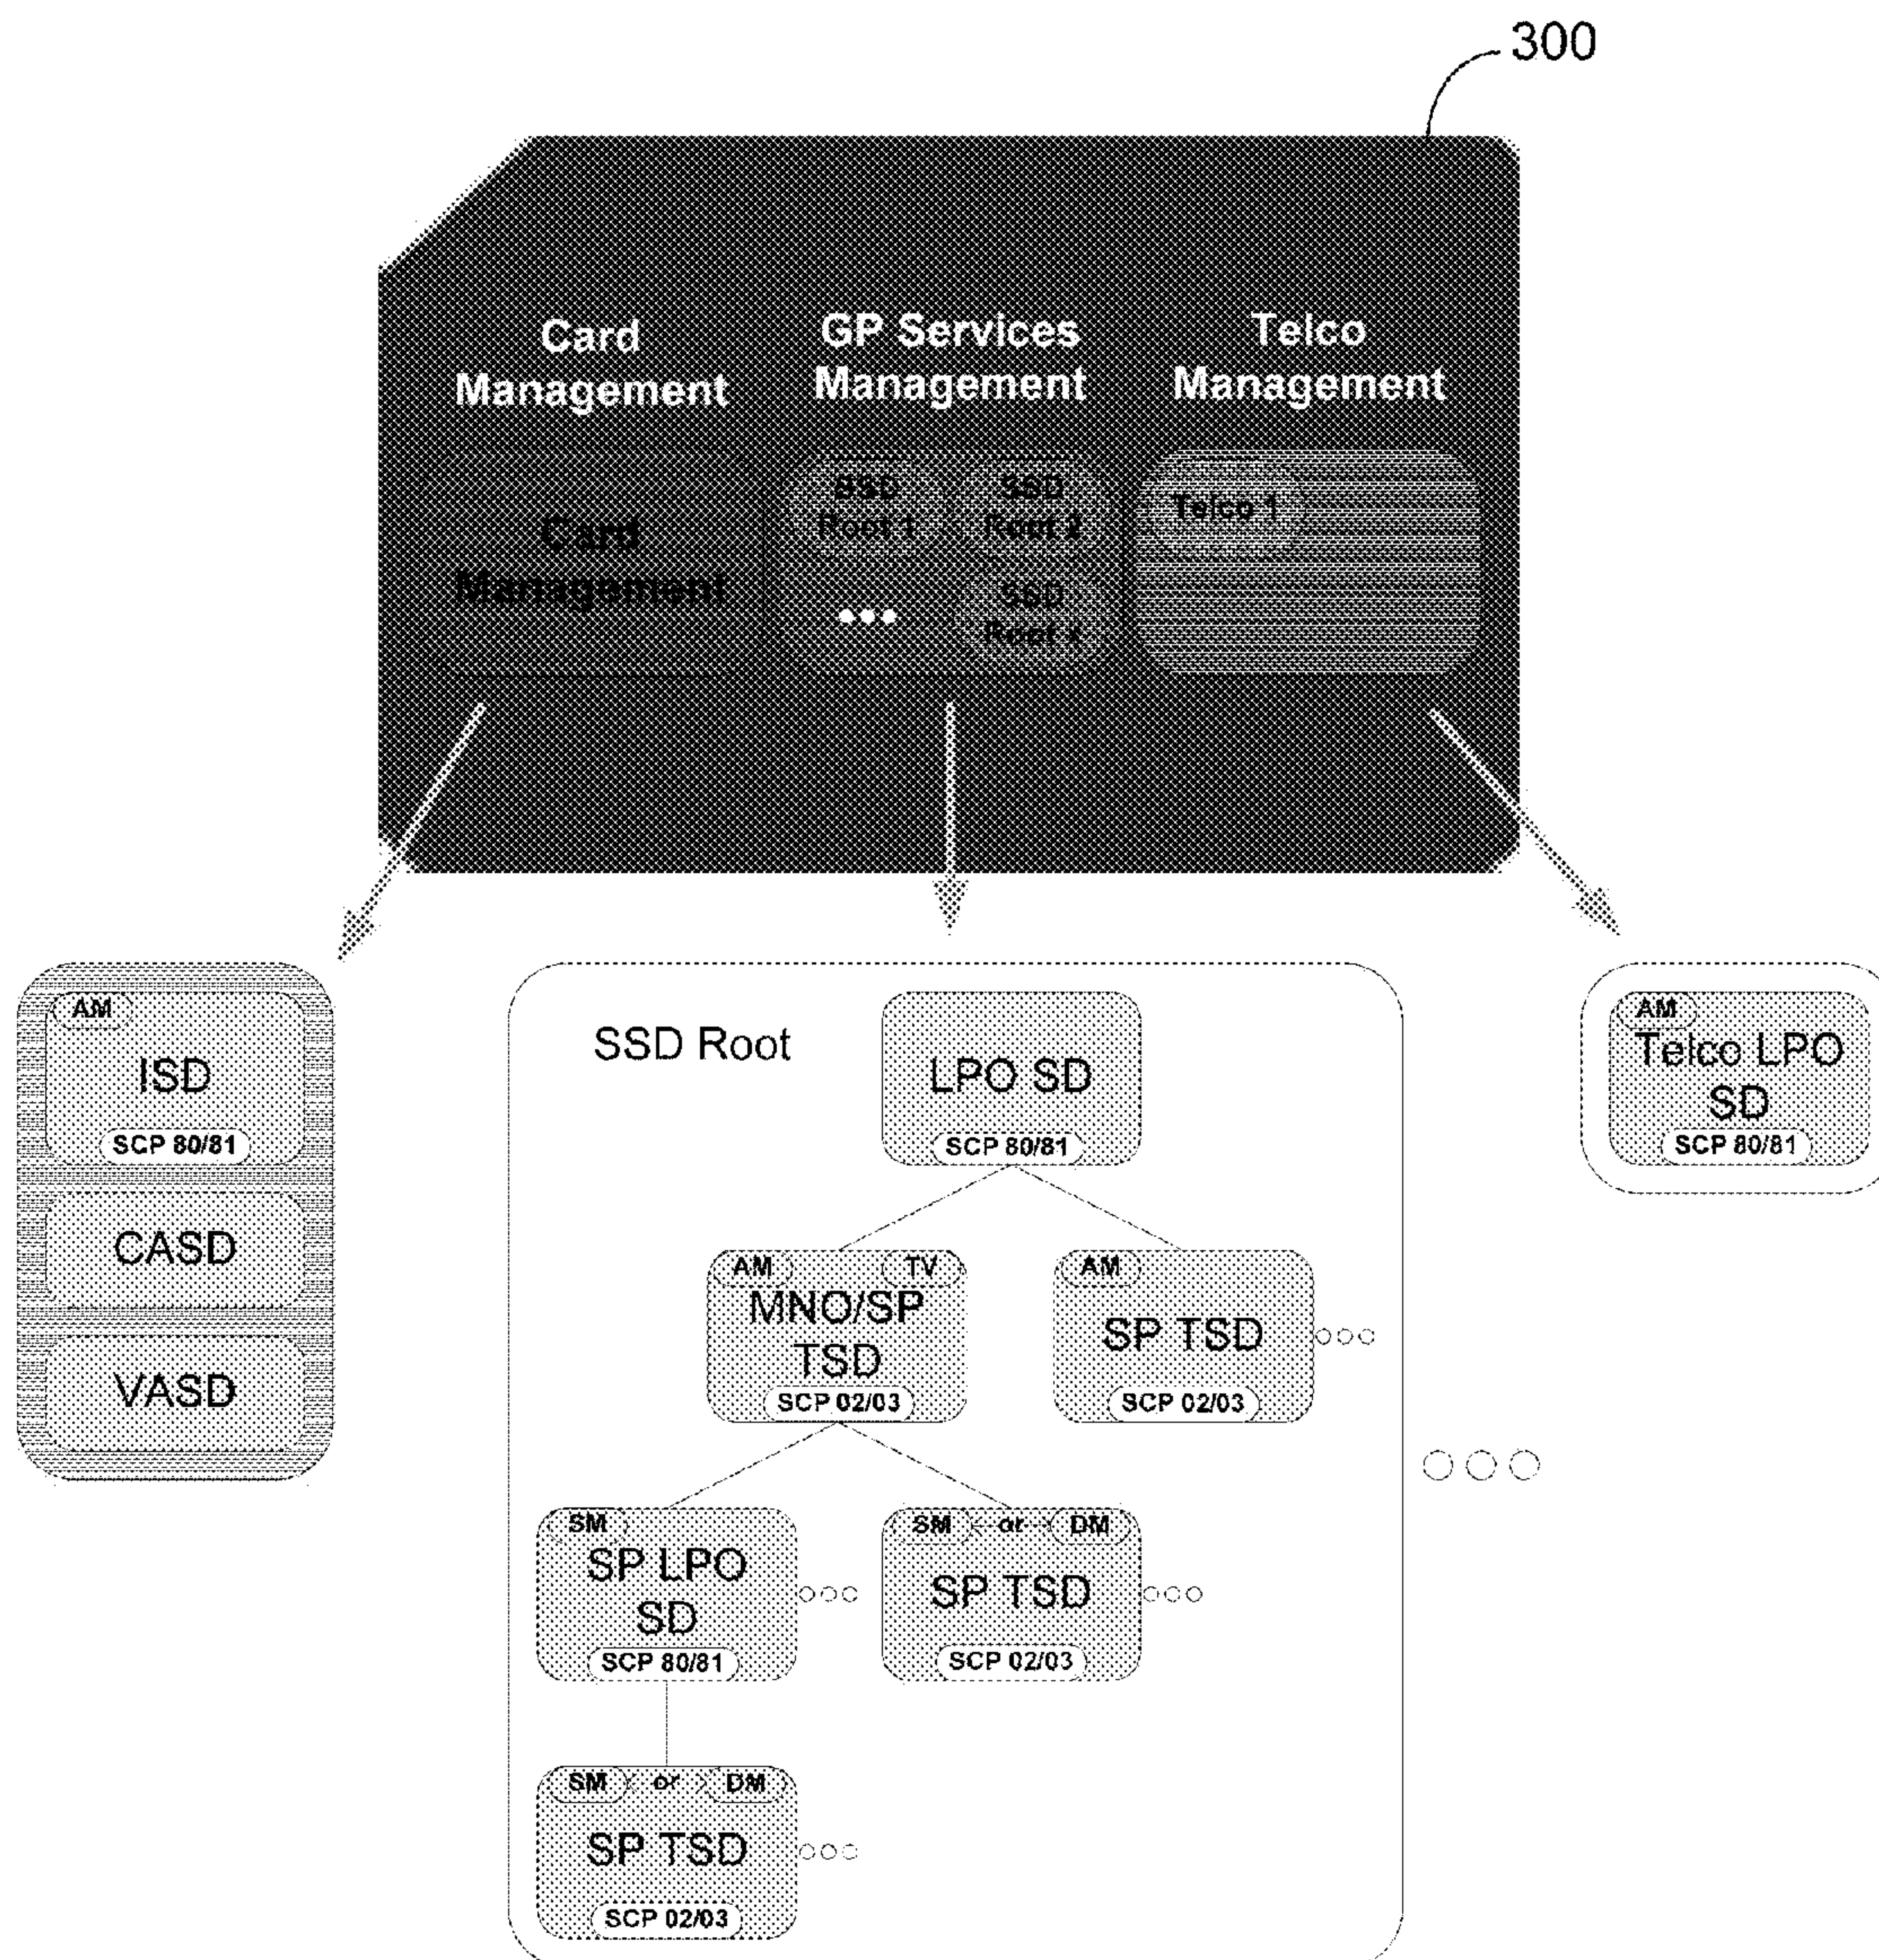 300
Card
Management
GP Services
Management
Telco
Management
Card
Management
SSD
Root 1
SSD
Root 2
•••
SSD
Root
Telco 1
AM
ISD
SCP 80/81
CASD
VASD
SSD Root
LPO SD
SCP 80/81
AM
TV
MNO/SP
TSD
SCP 02/03
AM
SP TSD
SCP 02/03
SM
SP LPO
SD
SCP 80/81
SM or DM
SP TSD
SCP 02/03
SM or DM
SP TSD
SCP 02/03
AM
Telco LPO
SD
SCP 80/81